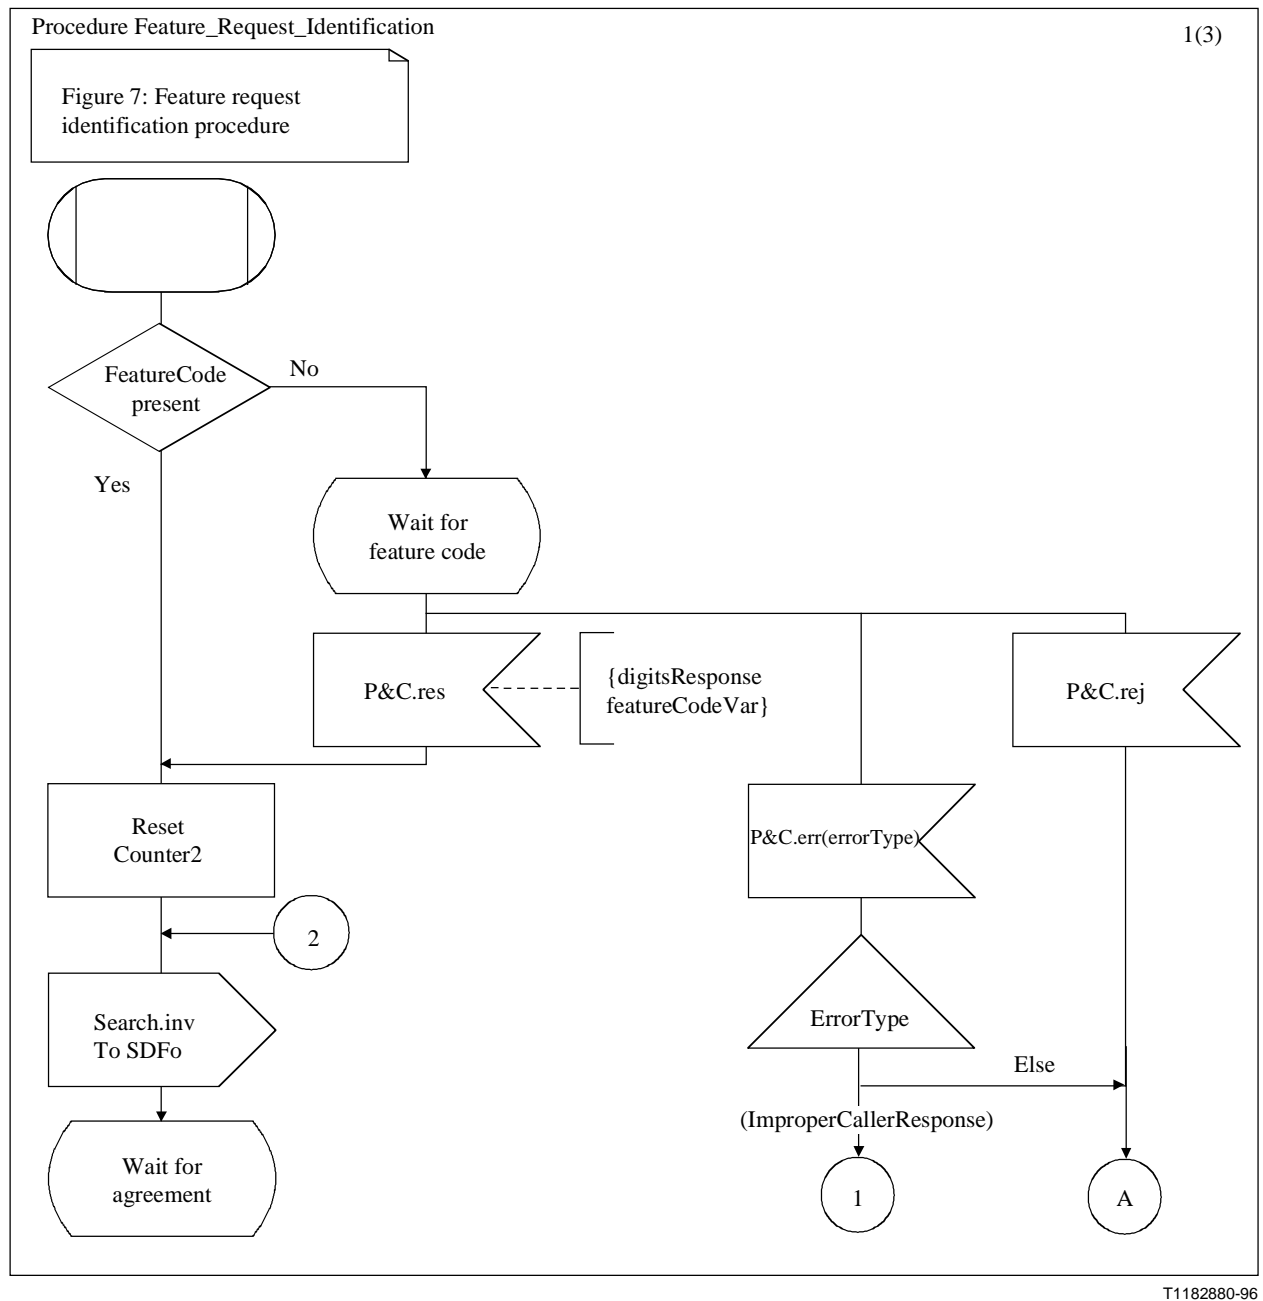 Procedure Feature_Request_Identification
1(3)
Figure 7: Feature request
identification procedure
FeatureCode
present
No
Yes
Wait for
feature code
P&C.res
{digitsResponse
featureCodeVar}
P&C.rej
Reset
Counter2
P&C.err(errorType)
2
Search.inv
To SDFo
ErrorType
Else
(ImproperCallerResponse)
Wait for
agreement
1
A
T1182880-96